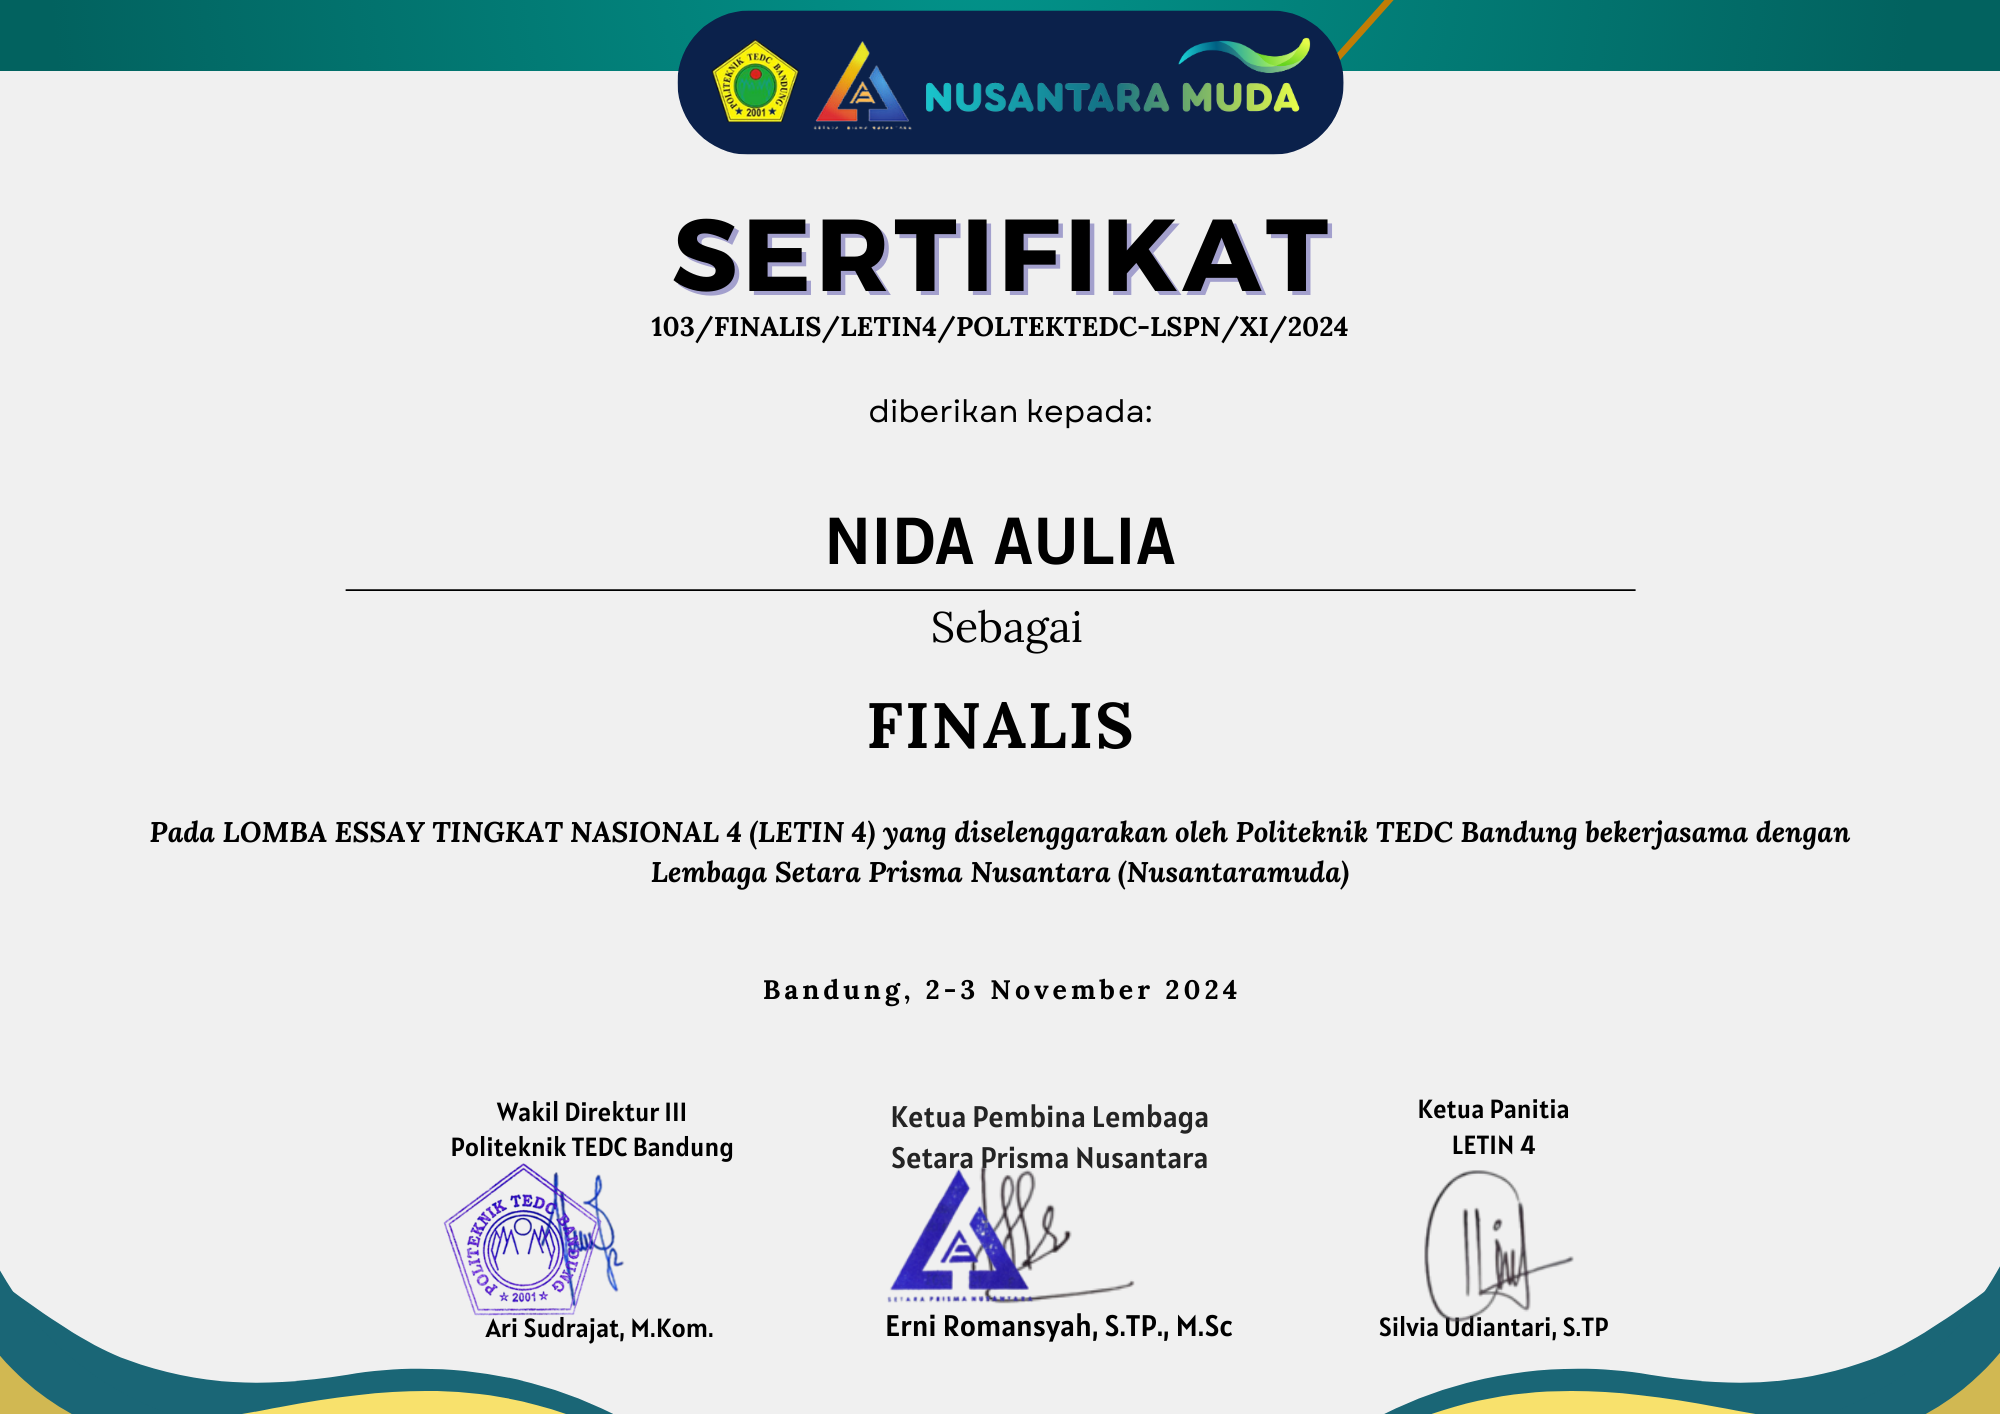 POLITEKNIK TEDC BANDUNG
2001
NUSANTARA MUDA
SERTIFIKAT
103/FINALIS/LETIN4/POLTEKTEDC-LSPN/XI/2024
diberikan kepada:
NIDA AULIA
Sebagai
FINALIS
Pada LOMBA ESSAY TINGKAT NASIONAL 4 (LETIN 4) yang diselenggarakan oleh Politeknik TEDC Bandung bekerjasama dengan
Lembaga Setara Prisma Nusantara (Nusantaramuda)
Bandung, 2-3 November 2024
Wakil Direktur III
Politeknik TEDC Bandung
POLITEKNIK TEDC BANDUNG
2001
Ari Sudrajat, M.Kom.
Ketua Pembina Lembaga
Setara Prisma Nusantara
SETARA PRISMA NUSANTARA
Erni Romansyah, S.TP., M.Sc
Ketua Panitia
LETIN 4
Silvia Udiantari, S.TP